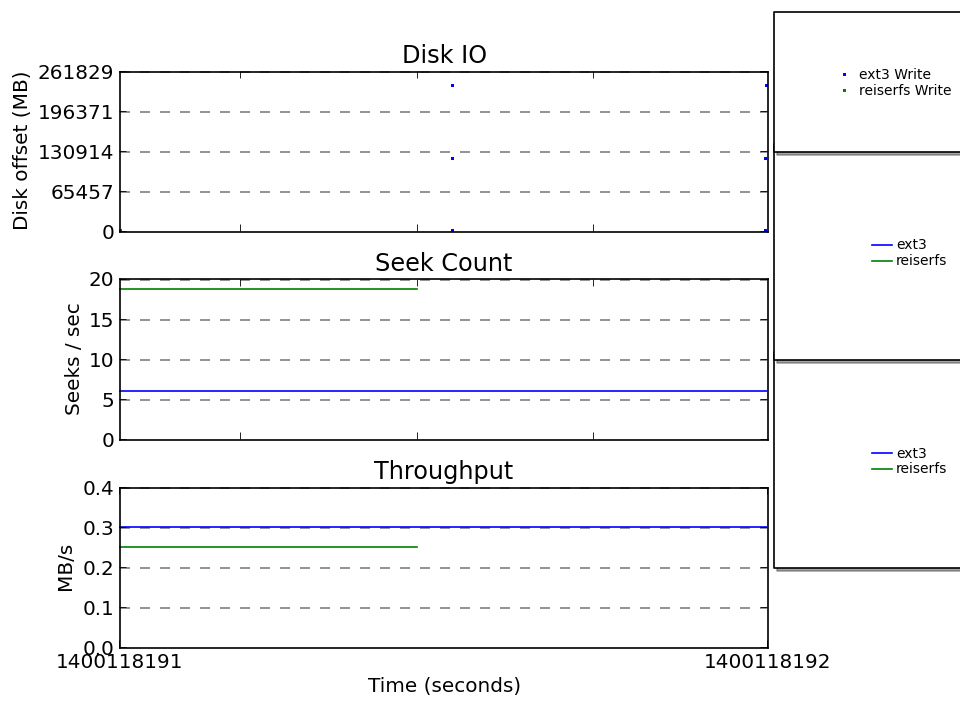 Disk IO
Disk offset (MB)
261829
196371
130914
65457
0
ext3 Write
reiserfs Write
Seek Count
Seeks / sec
20
15
10
5
0
ext3
reiserfs
Throughput
MB/s
0.4
0.3
0.2
0.1
0.0
ext3
reiserfs
1400118191
1400118192
Time (seconds)